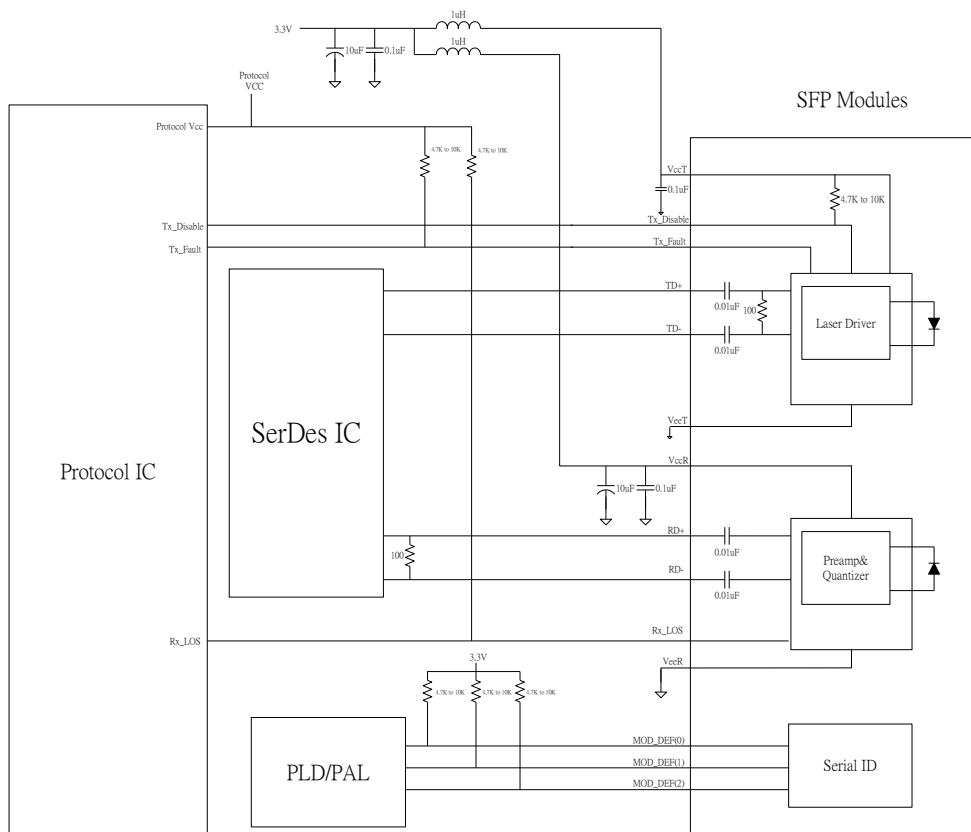 1uH
3.3V
1uH
10uF
0.1uF
Protocol
VCC
SFP Modules
Protocol Vcc
4.7K to 10K
4.7K to 10K
VccT
0.1uF
4.7K to 10K
Tx_Disable
Tx_Disable
Tx_Fault
Tx_Fault
TD+
0.01uF
100
Laser Driver
TD-
0.01uF
SerDes IC
VeeT
Protocol IC
VccR
10uF
0.1uF
RD+
0.01uF
100
Preamp&
Quantizer
RD-
0.01uF
Rx_LOS
Rx_LOS
3.3V
VeeR
4.7K to 10K
4.7K to 10K
4.7K to 10K
MOD_DEF(0)
PLD/PAL
MOD_DEF(1)
Serial ID
MOD_DEF(2)